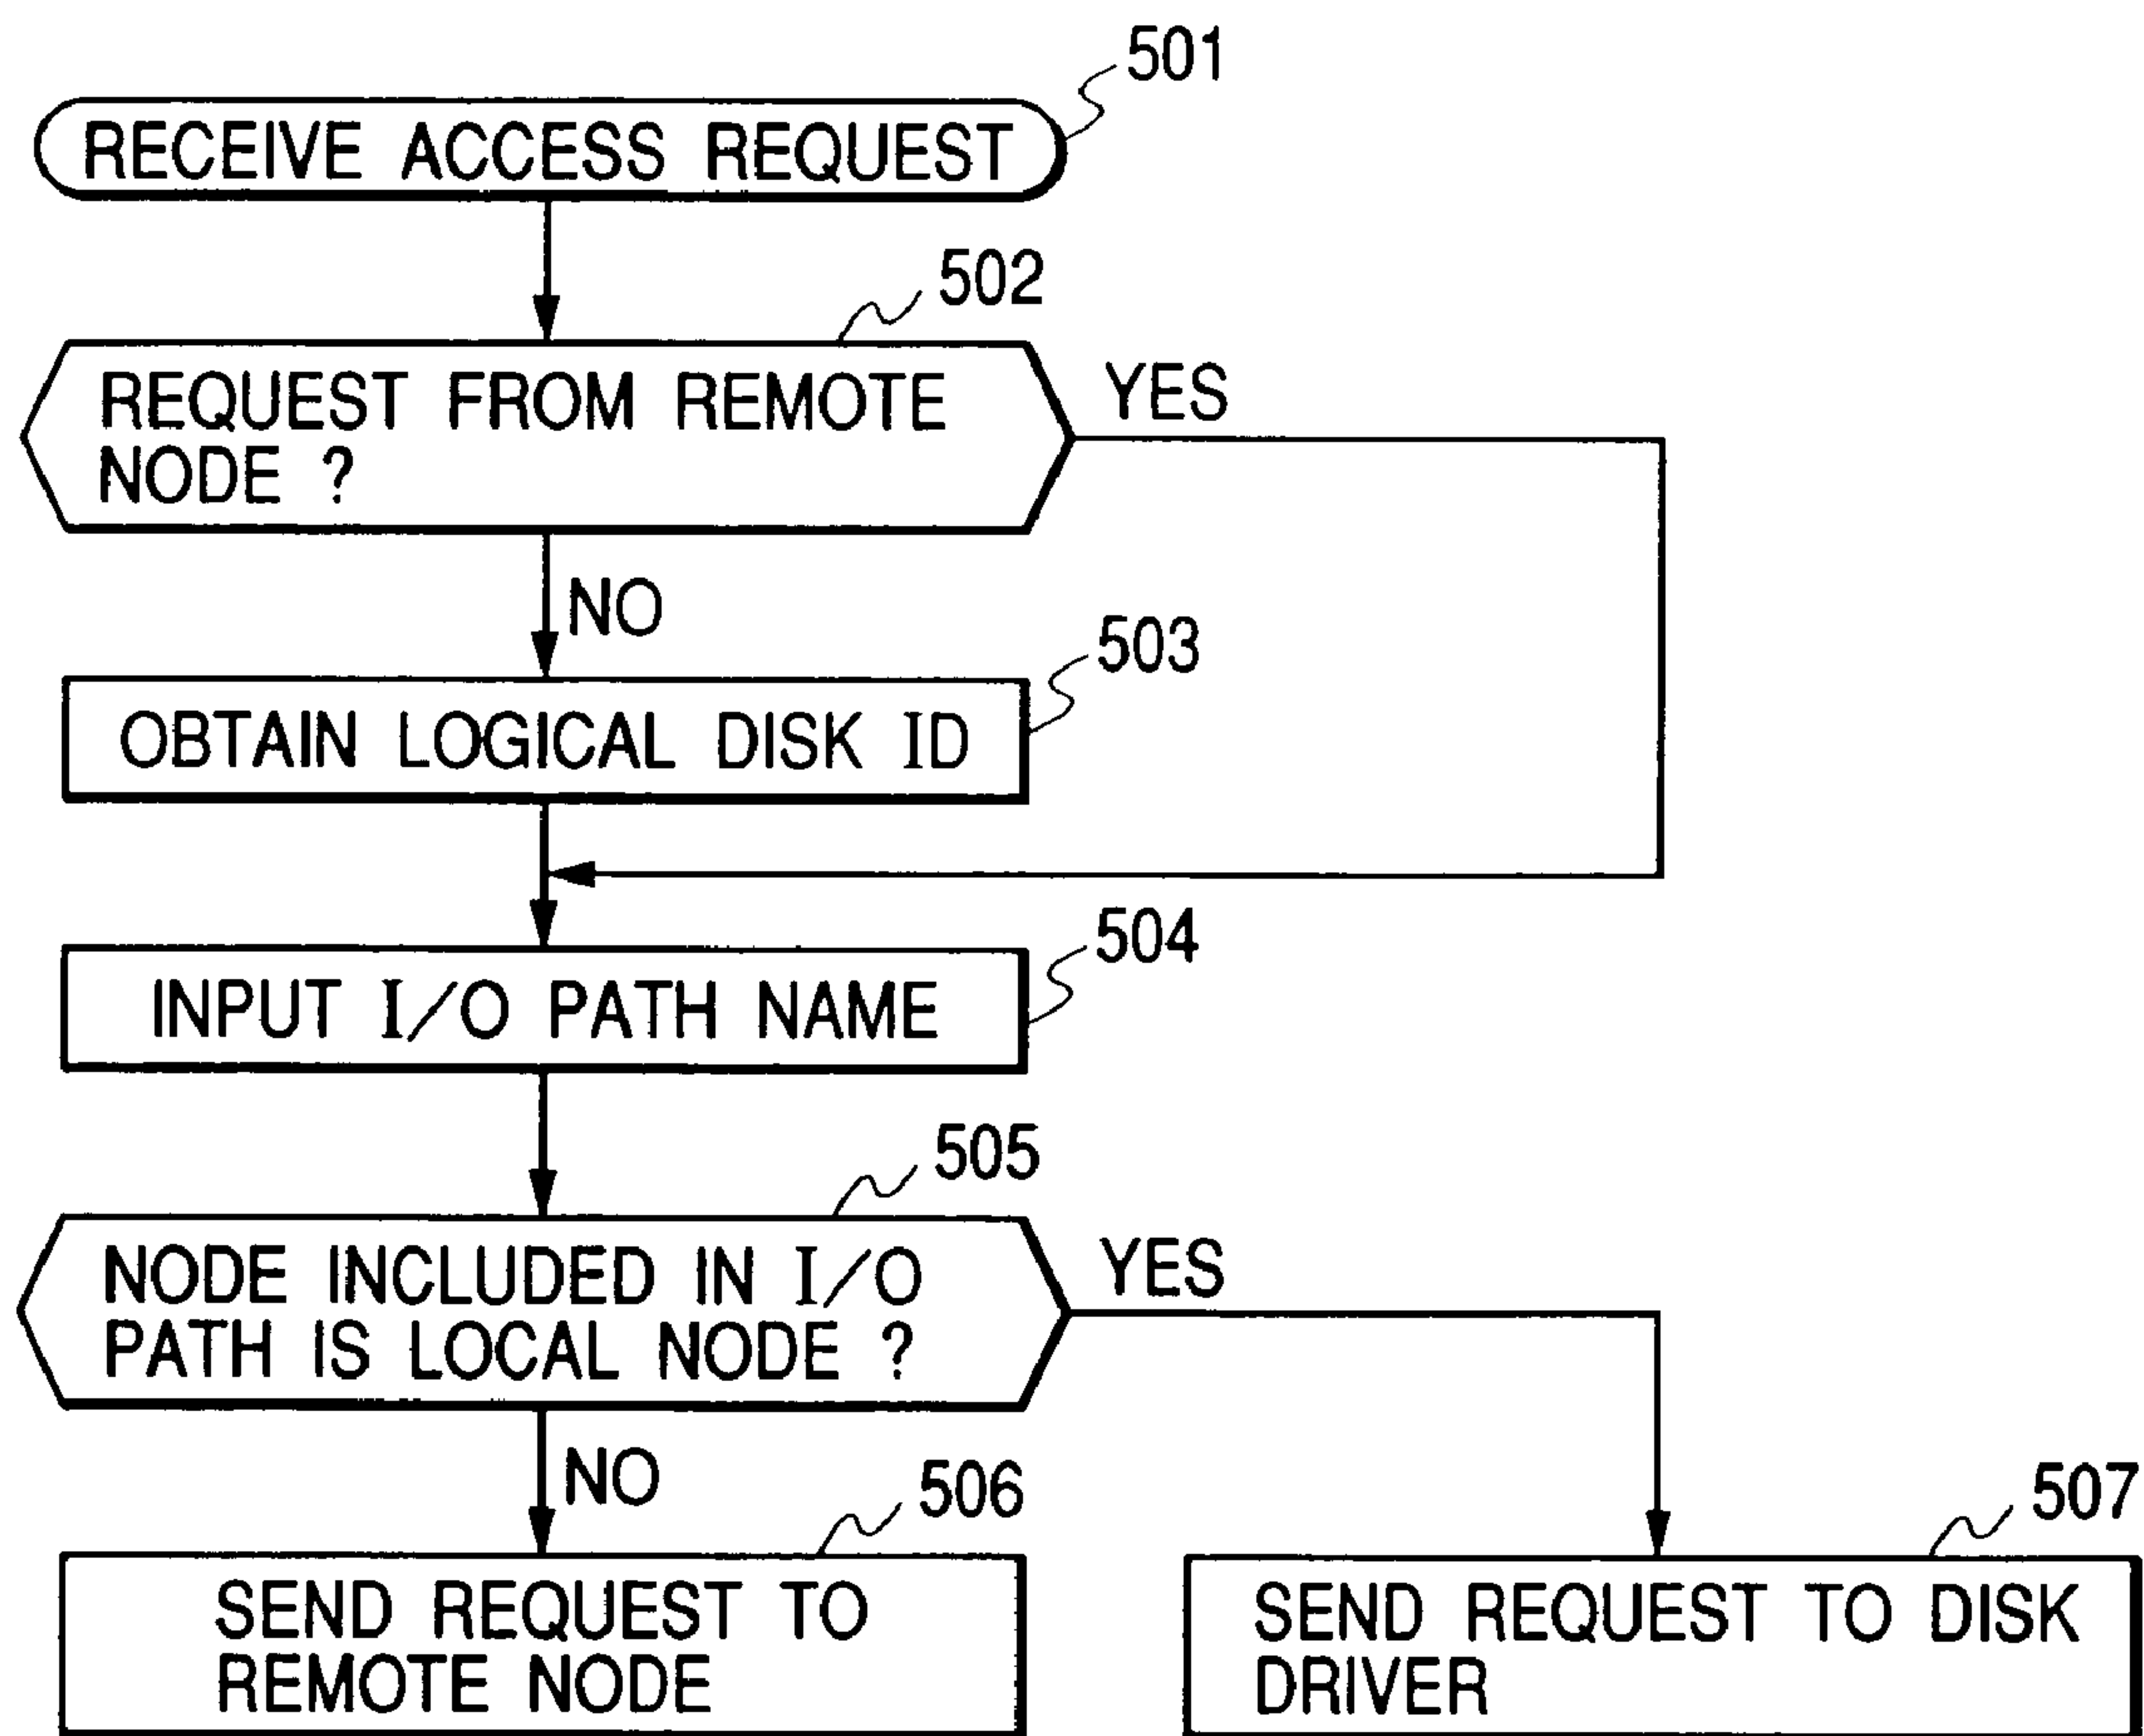 501
RECEIVE ACCESS REQUEST
502
REQUEST FROM REMOTE
NODE ?
YES
NO
503
OBTAIN LOGICAL DISK ID
504
INPUT I/O PATH NAME
505
NODE INCLUDED IN I/O
PATH IS LOCAL NODE ?
YES
NO
506
SEND REQUEST TO
REMOTE NODE
507
SEND REQUEST TO DISK
DRIVER